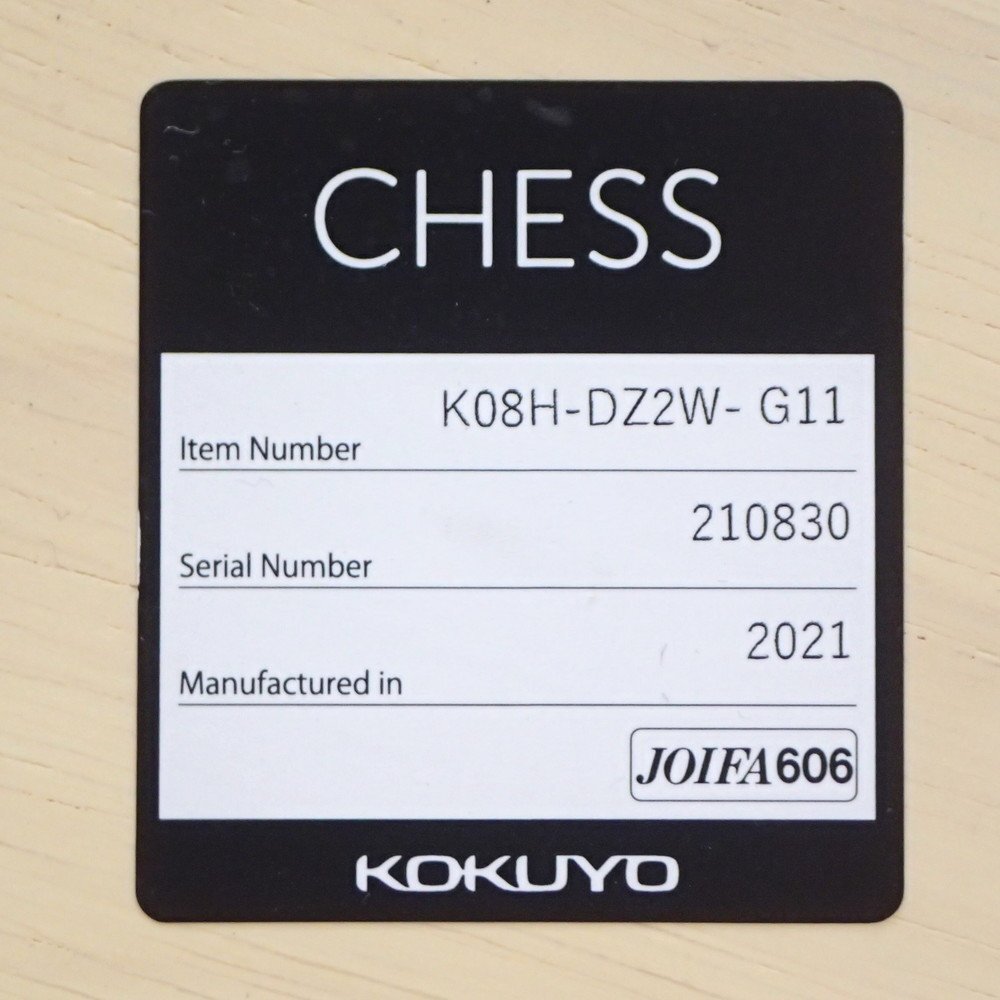 CHESS
K08H-DZ2W- G11
Item Number
210830
Serial Number
2021
Manufactured in
JOIFA606
KOKUYO